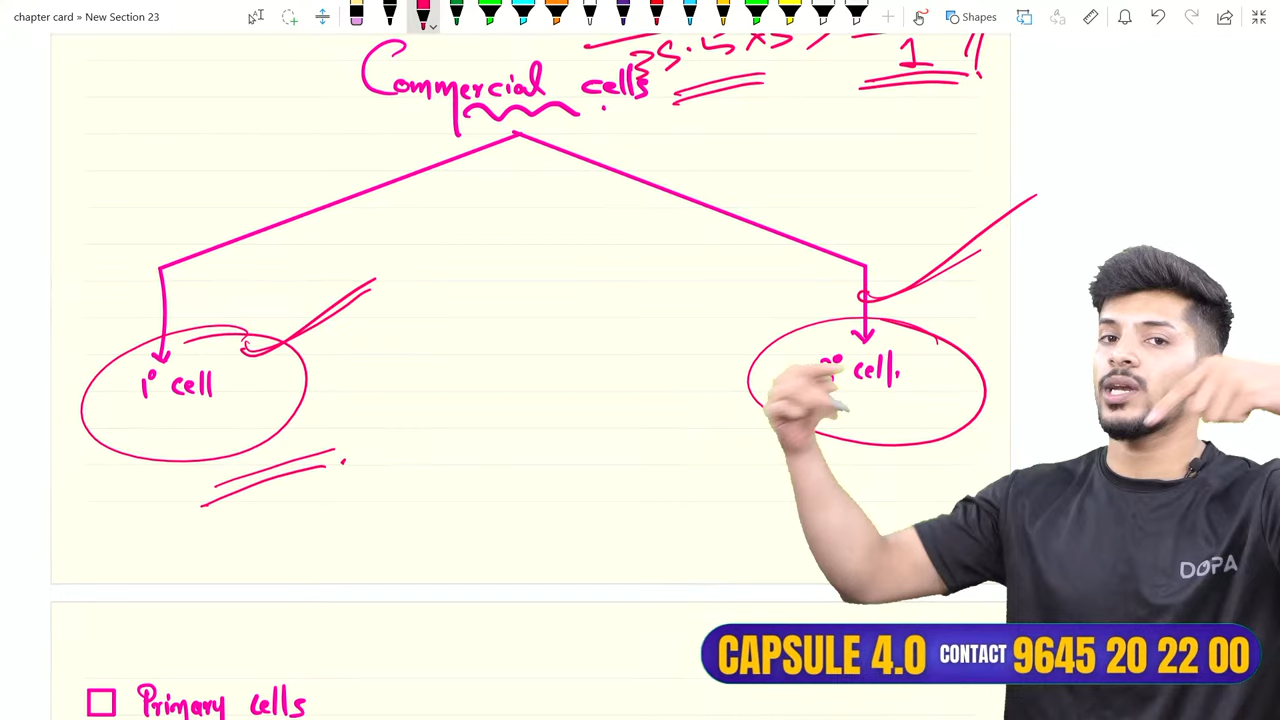 chapter card » New Section 23
Shapes
1 !!
Commercial cells
1° cell
cell
DOPA
CAPSULE 4.0 CONTACT 9645 20 22 00
Primary cells